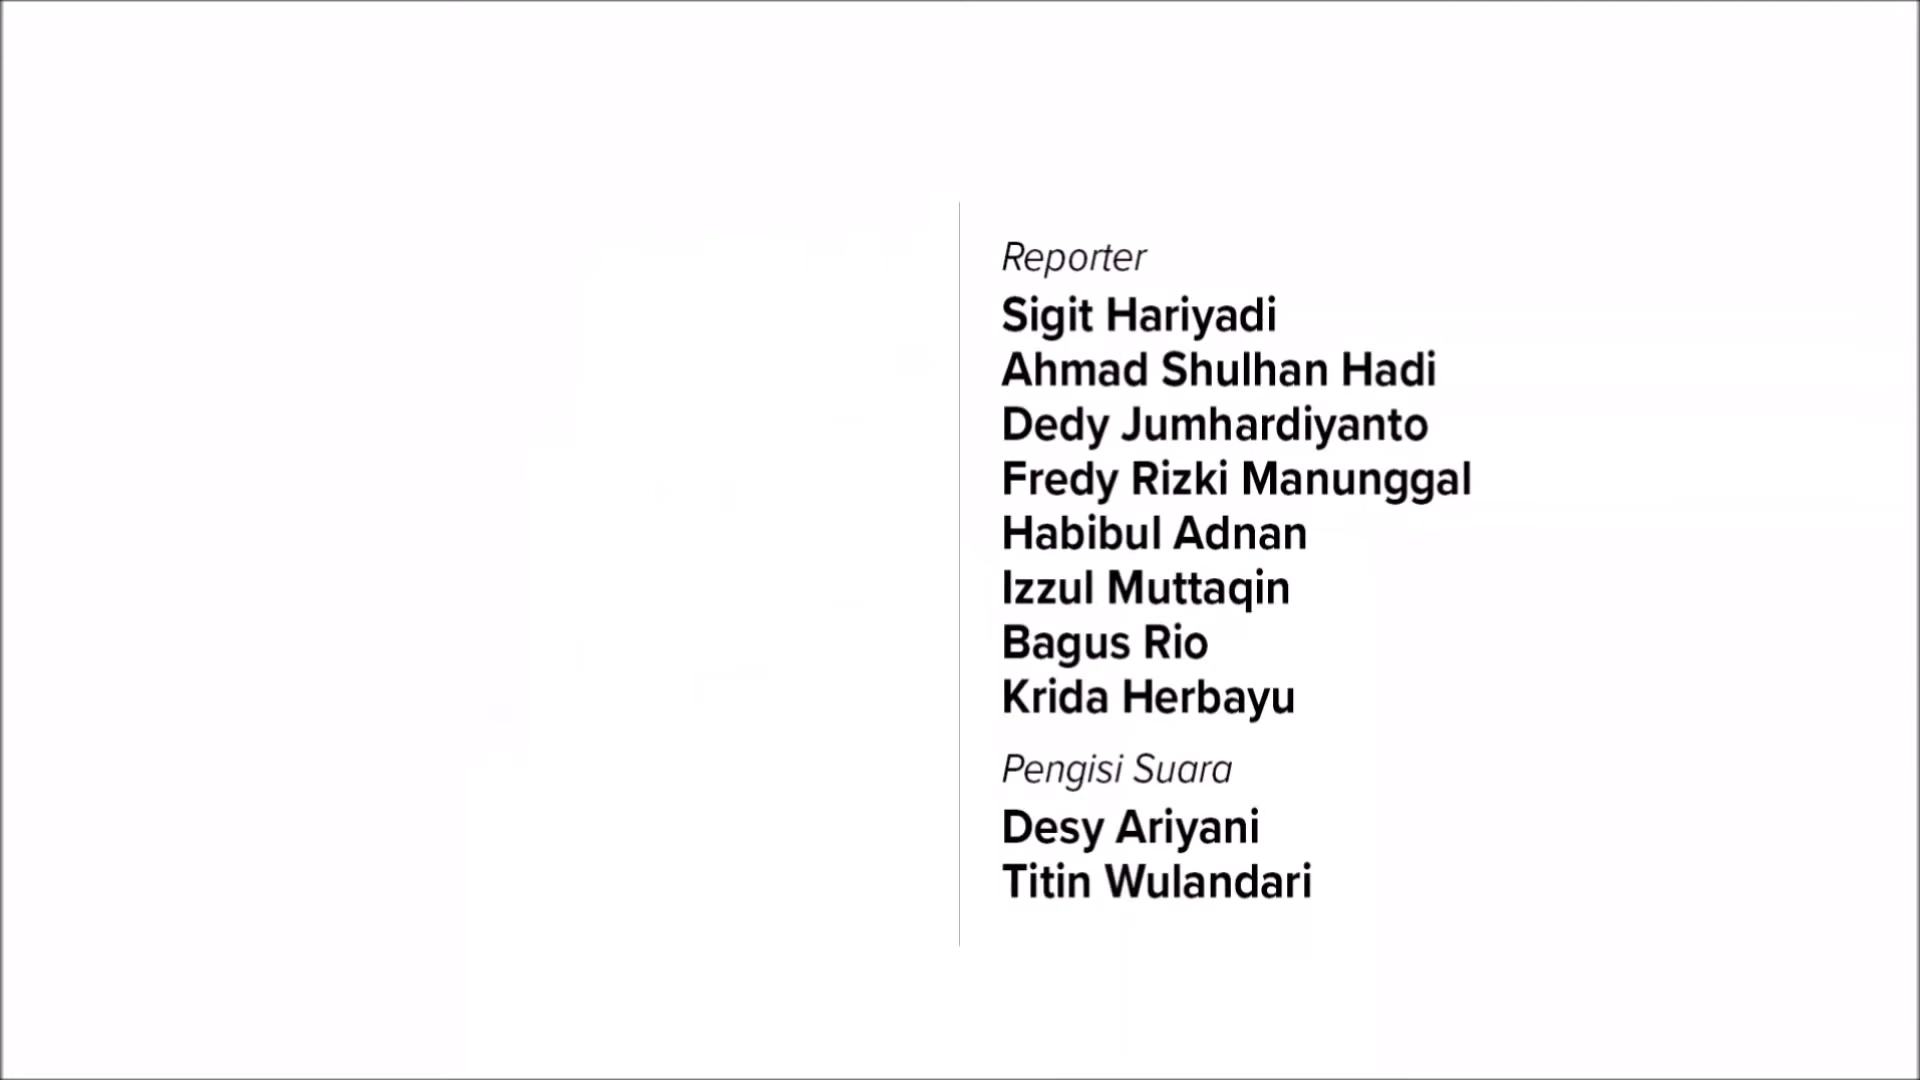 Reporter
Sigit Hariyadi
Ahmad Shulhan Hadi
Dedy Jumhardiyanto
Fredy Rizki Manunggal
Habibul Adnan
Izzul Muttaqin
Bagus Rio
Krida Herbayu
Pengisi Suara
Desy Ariyani
Titin Wulandari